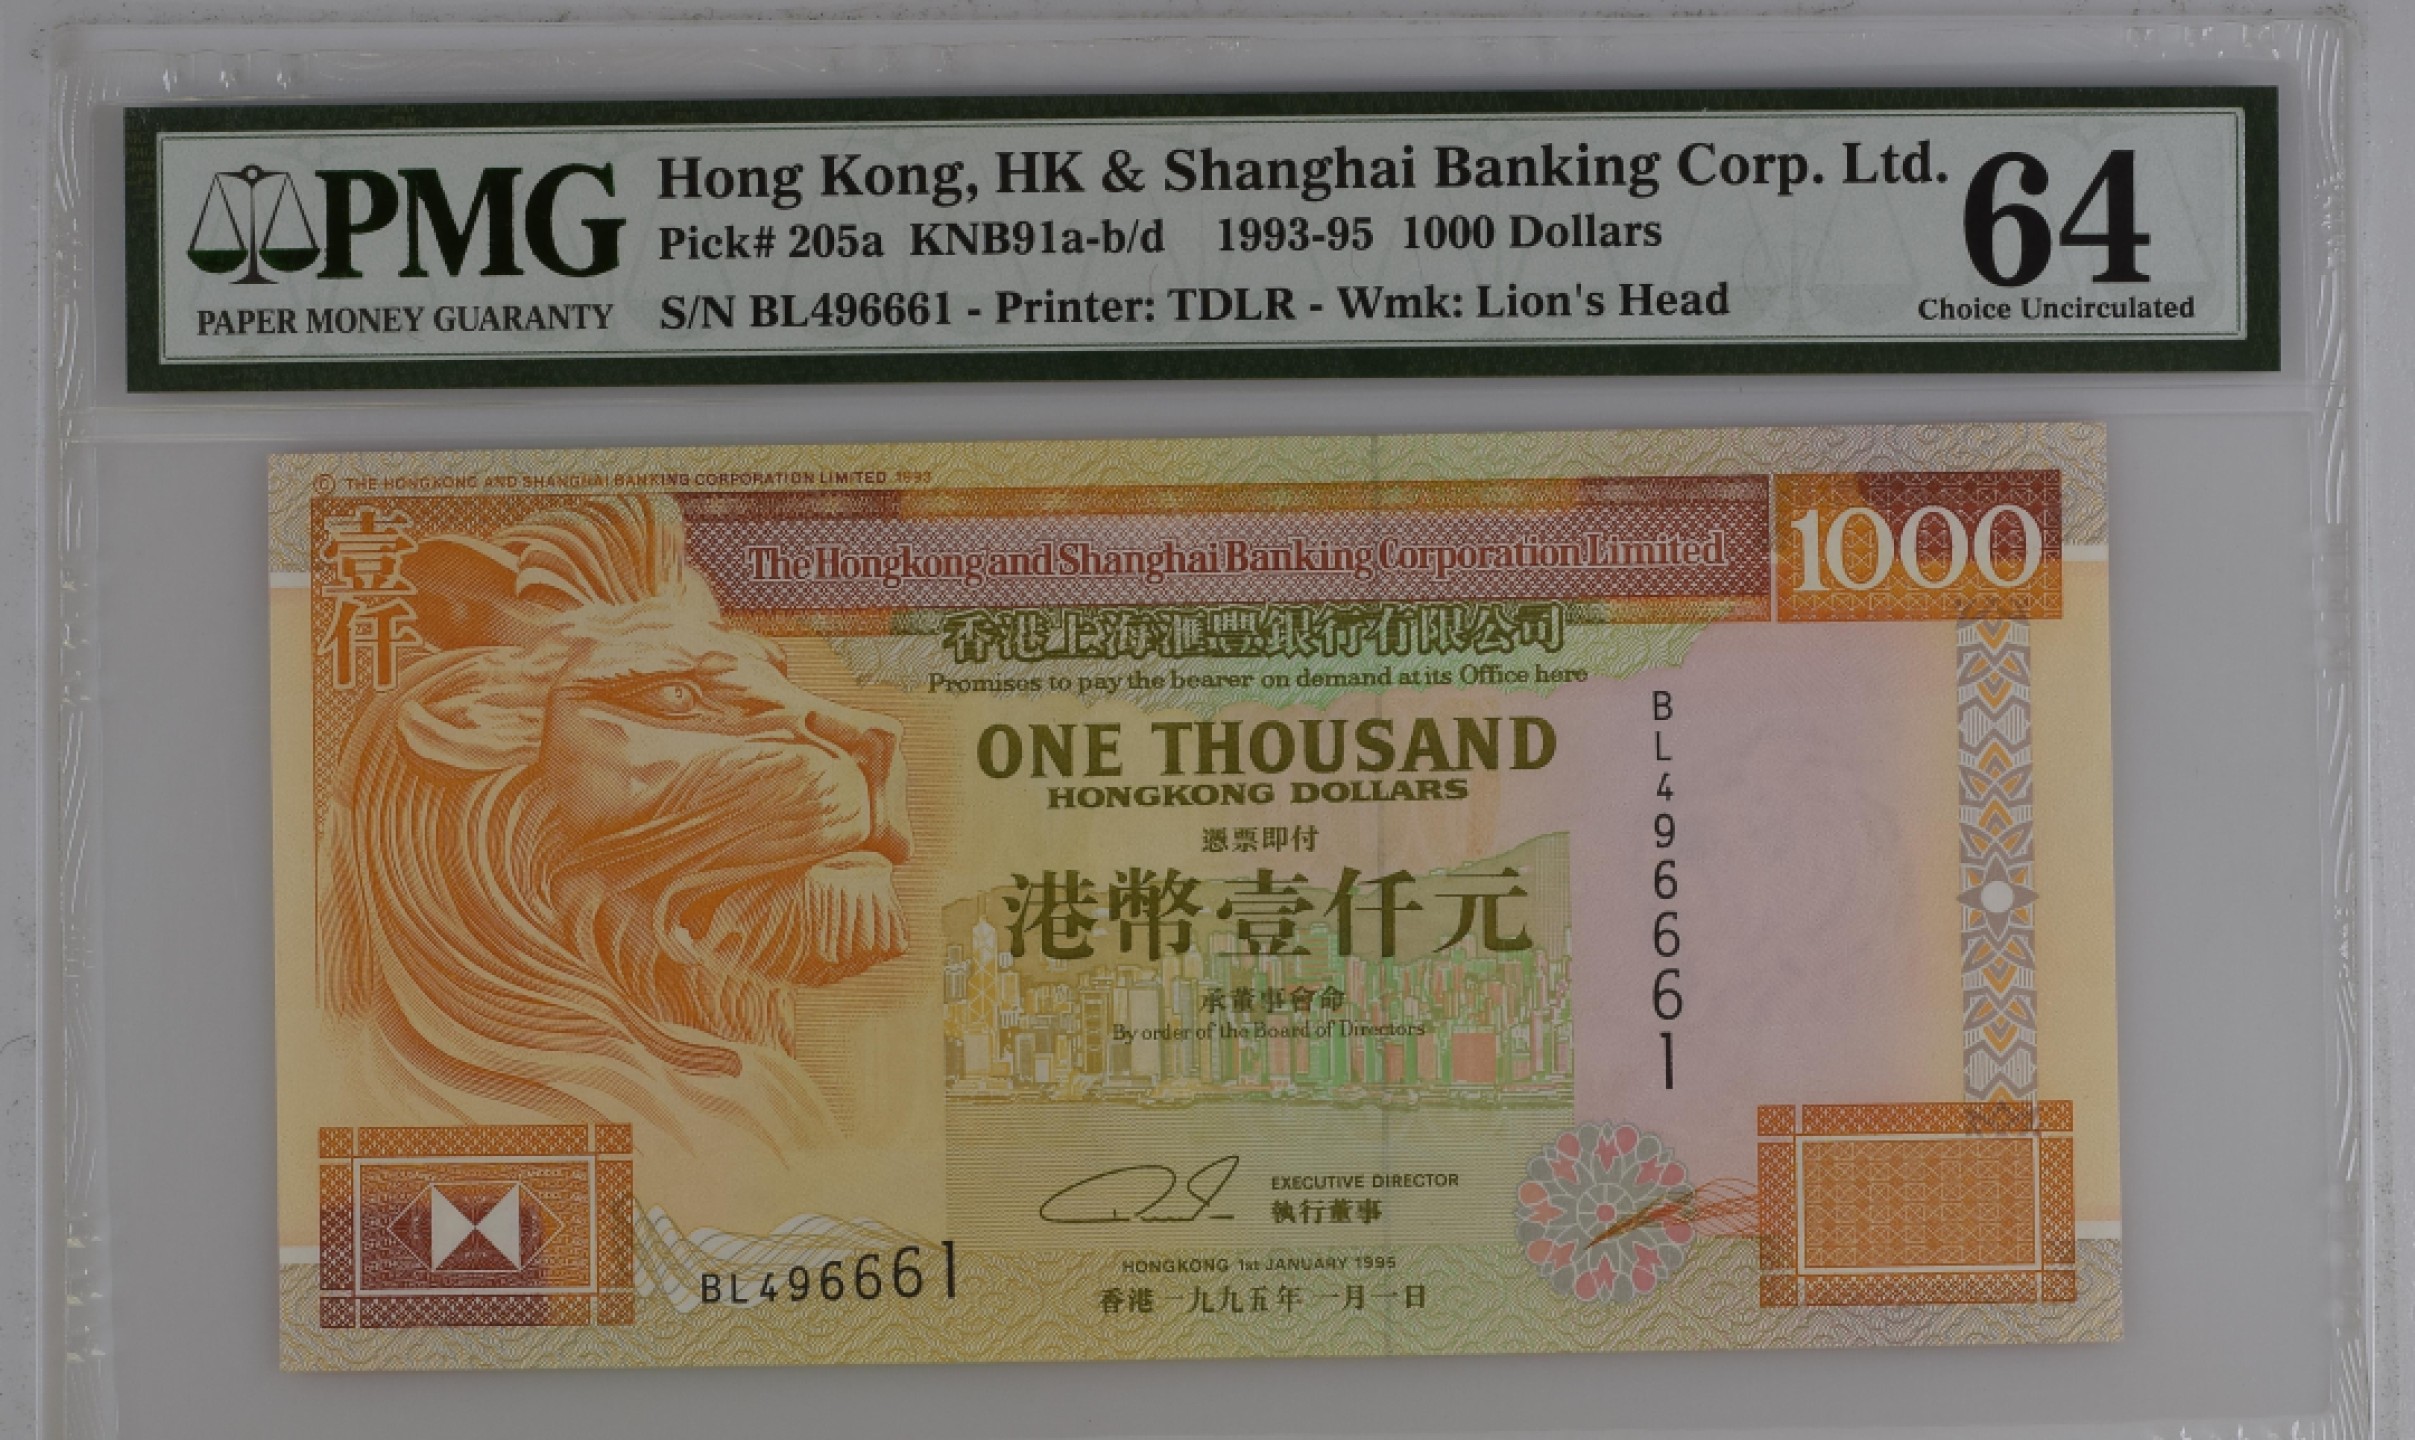 PMG
PAPER MONEY GUARANTY
Hong Kong, HK & Shanghai Banking Corp. Ltd.
Pick# 205a KNB91a-b/d 1993-95 1000 Dollars
S/N BL496661 - Printer: TDLR - Wmk: Lion's Head
64
Choice Uncirculated
© THE HONGKONG AND SHANGHAI BANKING CORPORATION LIMITED 1993
壹仟
The Hongkong and Shanghai Banking Corporation Limited
1000
香港上海滙豐銀行有限公司
Promises to pay the bearer on demand at its Office here
ONE THOUSAND
HONGKONG DOLLARS
憑票即付
港幣壹仟元
承董事會命
By order of the Board of Directors
BL496661
EXECUTIVE DIRECTOR
執行董事
BL496661
HONGKONG 1st JANUARY 1995
香港一九九五年一月一日